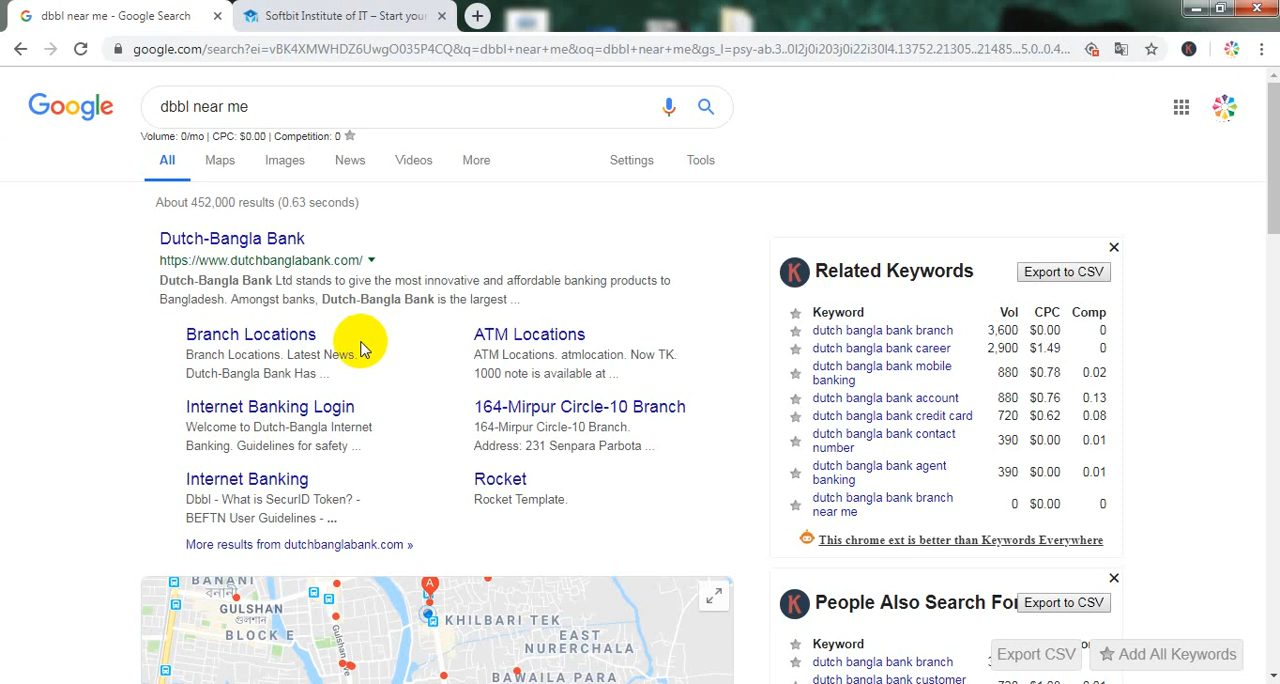 dbbl near me - Google Search
Softbit Institute of IT – Start your
google.com/search?ei=vBK4XMWHDZ6UwgO035P4CQ&q=dbbl+near+me&oq=dbbl+near+me&gs_l=psy-ab.3..0l2j0i203j0i22i30l4.13752.21305..21485...5.0..0.4...
Google
dbbl near me
Volume: 0/mo | CPC: $0.00 | Competition: 0
All Maps Images News Videos More Settings Tools
About 452,000 results (0.63 seconds)
Dutch-Bangla Bank
https://www.dutchbanglabank.com/
Dutch-Bangla Bank Ltd stands to give the most innovative and affordable banking products to
Bangladesh. Amongst banks, Dutch-Bangla Bank is the largest ...
Branch Locations
Branch Locations. Latest News.
Dutch-Bangla Bank Has ...
ATM Locations
ATM Locations. atmlocation. Now TK.
1000 note is available at ...
Internet Banking Login
Welcome to Dutch-Bangla Internet
Banking. Guidelines for safety ...
164-Mirpur Circle-10 Branch
164-Mirpur Circle-10 Branch.
Address: 231 Senpara Parbota ...
Internet Banking
Dbbl - What is SecurID Token? -
BEFTN User Guidelines - ...
Rocket
Rocket Template.
More results from dutchbanglabank.com »
BANANI
বনানী
GULSHAN
গুলশান
BLOCK E
Gulshan
A
KHILBARI TEK
EAST
NURERCHALA
BAWAILA PARA
K
Related Keywords
Export to CSV
Keyword Vol CPC Comp
dutch bangla bank branch 3,600 $0.00 0
dutch bangla bank career 2,900 $1.49 0
dutch bangla bank mobile
banking 880 $0.78 0.02
dutch bangla bank account 880 $0.76 0.13
dutch bangla bank credit card 720 $0.62 0.08
dutch bangla bank contact
number 390 $0.00 0.01
dutch bangla bank agent
banking 390 $0.00 0.01
dutch bangla bank branch
near me 0 $0.00 0
This chrome ext is better than Keywords Everywhere
K
People Also Search For
Export to CSV
Keyword
dutch bangla bank branch
dutch bangla bank customer
Export CSV
Add All Keywords